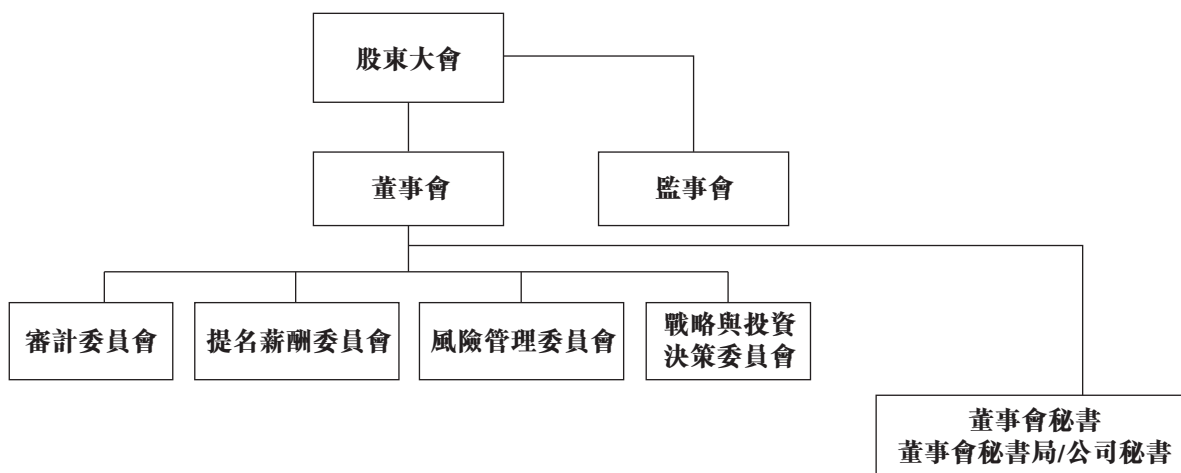 股東大會
董事會
監事會
審計委員會
提名薪酬委員會
風險管理委員會
戰略與投資
決策委員會
董事會秘書
董事會秘書局/公司秘書